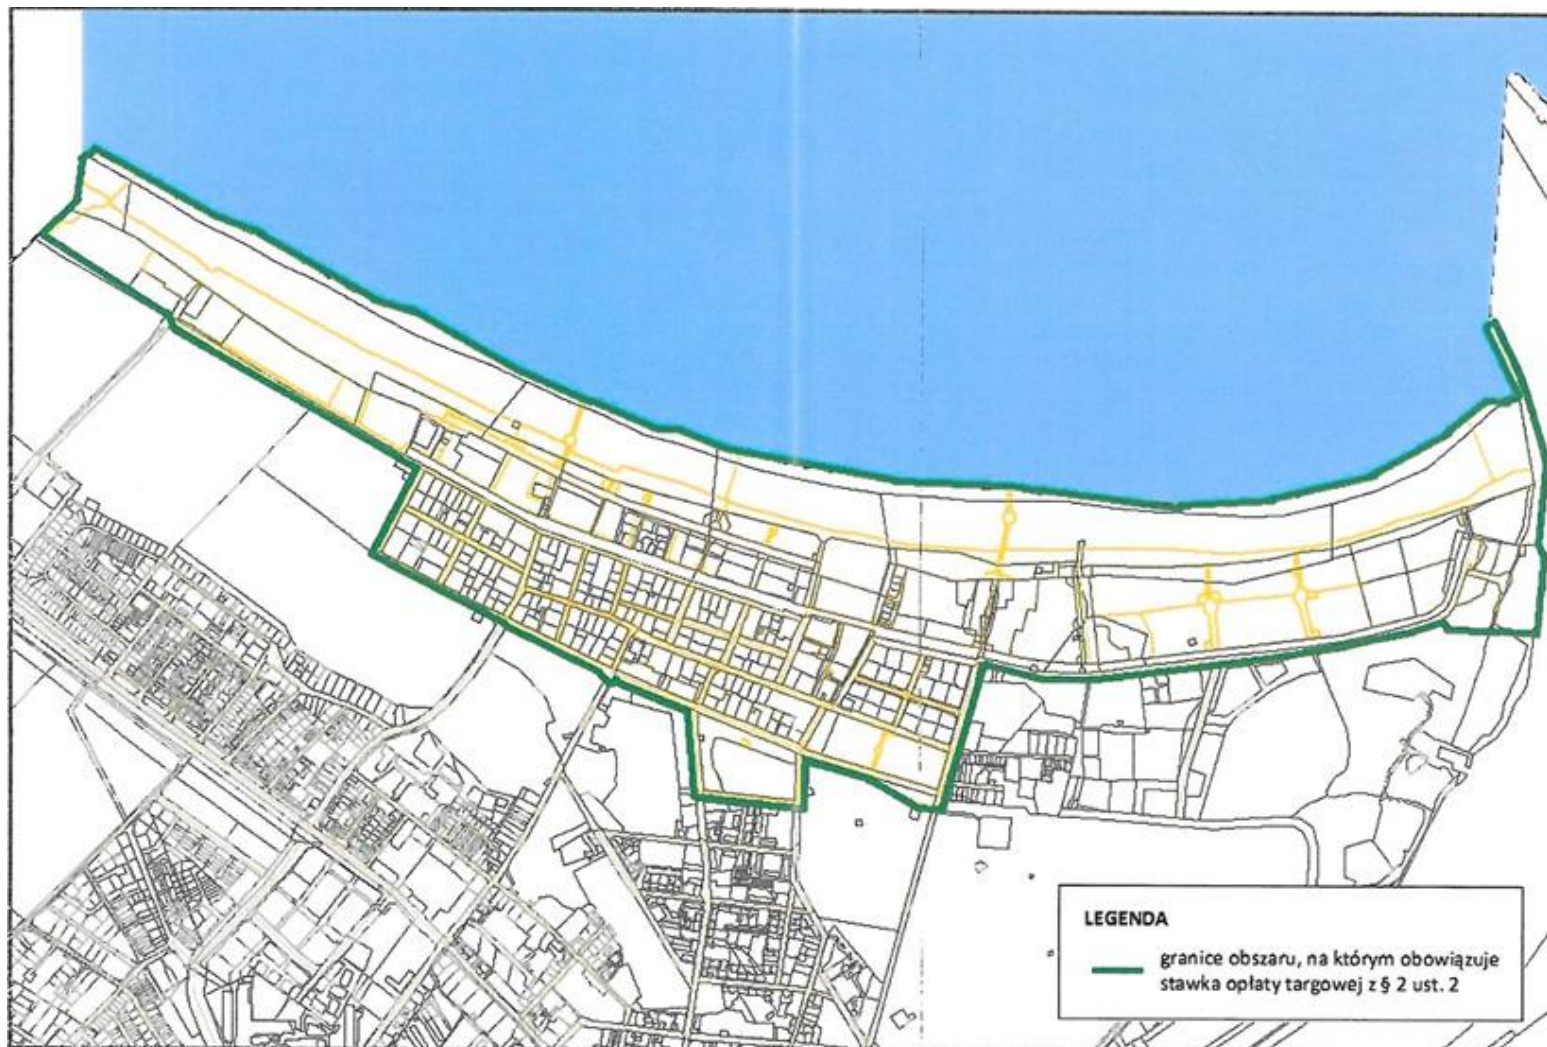 LEGENDA
granice obszaru, na którym obowiązuje
stawka opłaty targowej z § 2 ust. 2